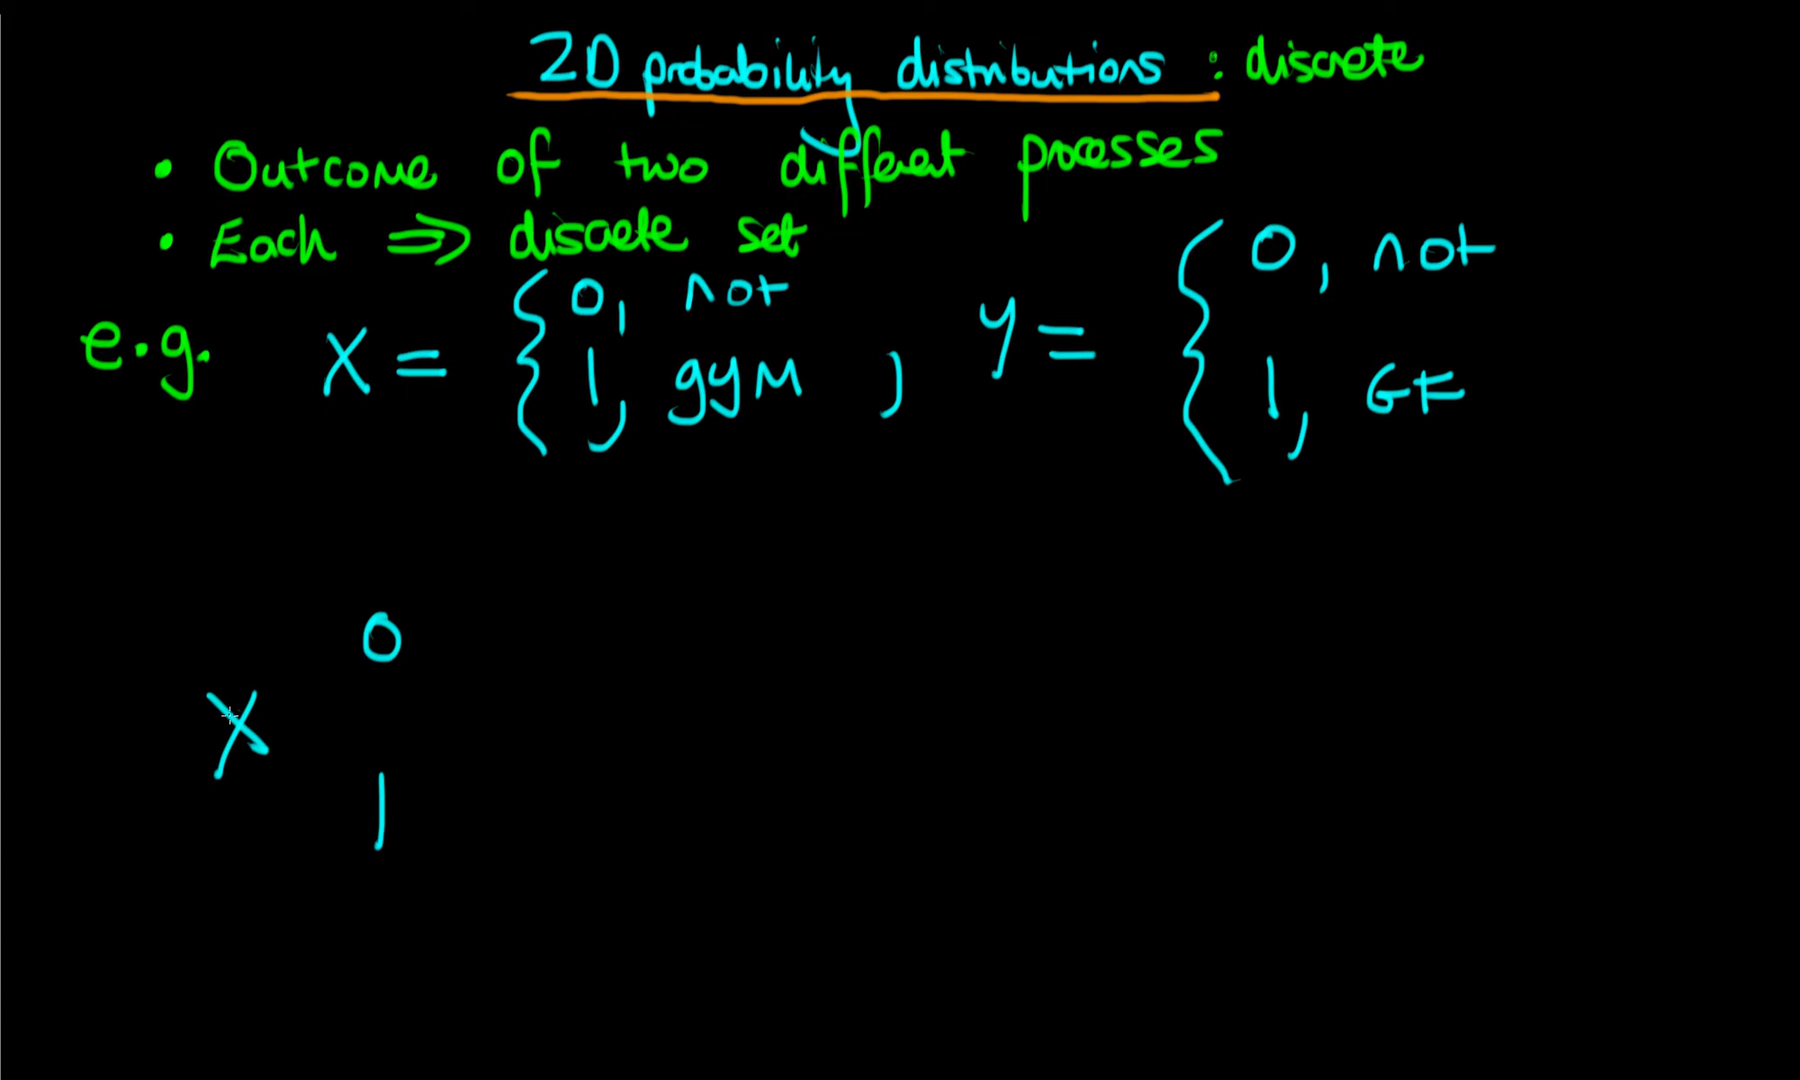 2D probability distributions : discrete
• Outcome of two different processes
• Each ⇒ discrete set
e.g. X = { 0, not
1, gym , y = { 0, not
1, GF
0
X
1